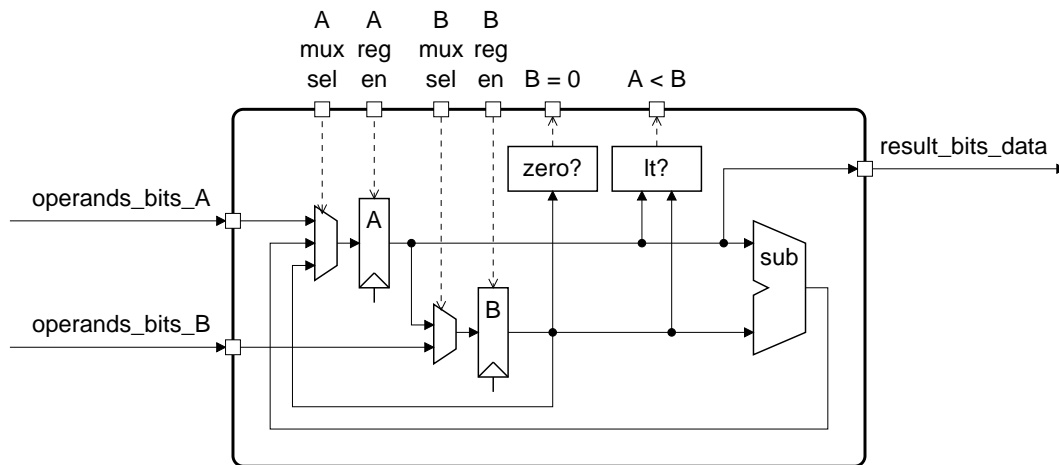 A
mux
sel
A
reg
en
B
mux
sel
B
reg
en
B = 0
A < B
result_bits_data
zero?
lt?
operands_bits_A
A
sub
operands_bits_B
B